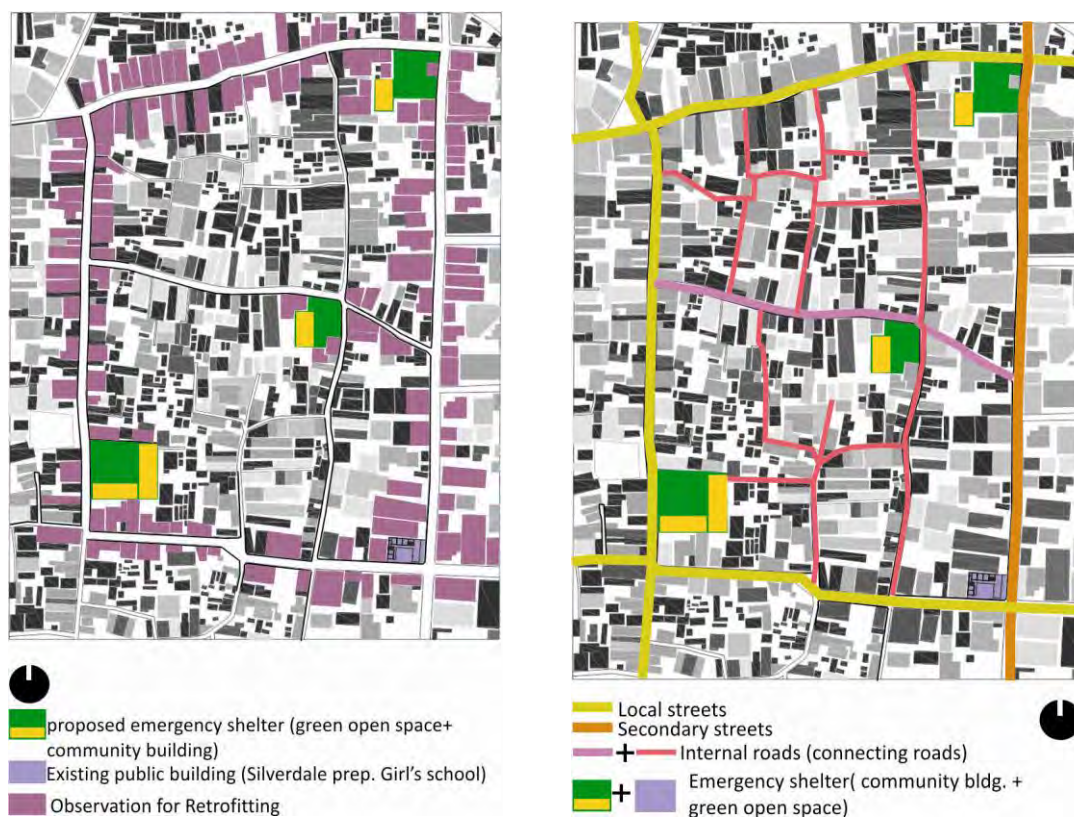 proposed emergency shelter (green open space+
community building)
Existing public building (Silverdale prep. Girl's school)
Observation for Retrofitting
Local streets
Secondary streets
+ Internal roads (connecting roads)
+ Emergency shelter( community bldg. +
green open space)